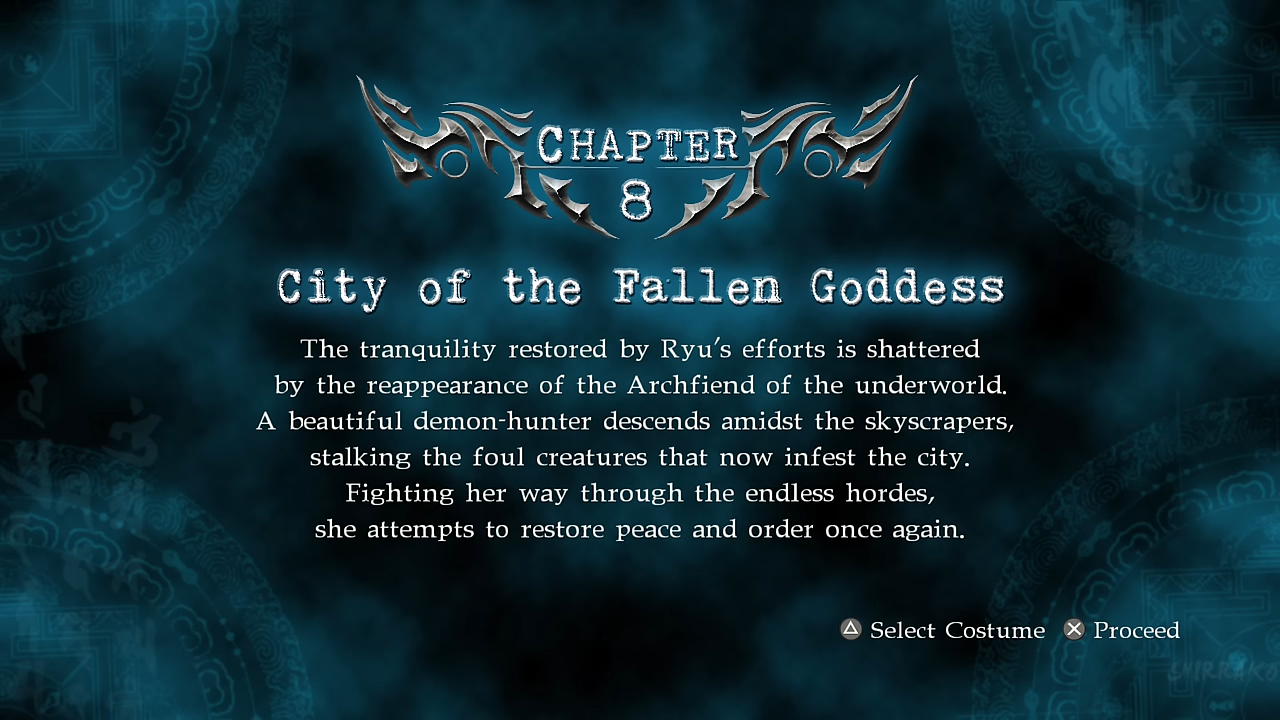 CHAPTER
8
City of the Fallen Goddess
The tranquility restored by Ryu's efforts is shattered
by the reappearance of the Archfiend of the underworld.
A beautiful demon-hunter descends amidst the skyscrapers,
stalking the foul creatures that now infest the city.
Fighting her way through the endless hordes,
she attempts to restore peace and order once again.
Select Costume Proceed
SHIRRAKO